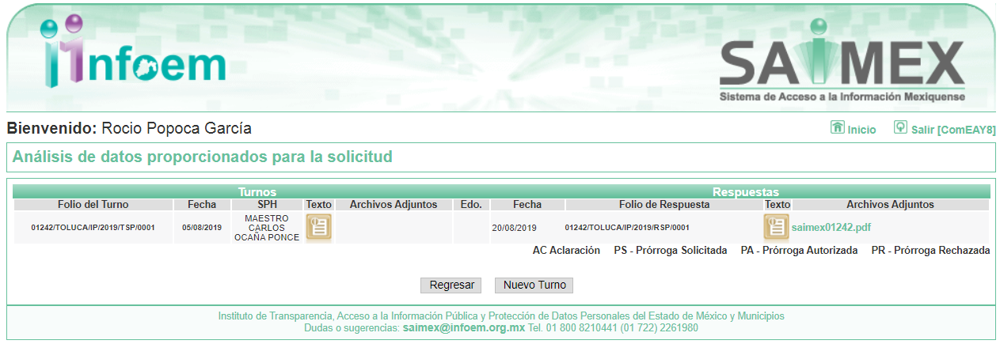 infoem
SAIMEX
Sistema de Acceso a la Información Mexiquense
Bienvenido: Rocio Popoca García
Inicio Salir [ComEAY8]
Análisis de datos proporcionados para la solicitud
Turnos Respuestas
Folio del Turno Fecha SPH Texto Archivos Adjuntos Edo. Fecha Folio de Respuesta Texto Archivos Adjuntos
01242/TOLUCA/IP/2019/TSP/0001 05/08/2019 MAESTRO CARLOS OCAÑA PONCE 20/08/2019 01242/TOLUCA/IP/2019/RSP/0001 saimex01242.pdf
AC Aclaración PS - Prórroga Solicitada PA - Prórroga Autorizada PR - Prórroga Rechazada
Regresar Nuevo Turno
Instituto de Transparencia, Acceso a la Información Pública y Protección de Datos Personales del Estado de México y Municipios
Dudas o sugerencias: saimex@infoem.org.mx Tel. 01 800 8210441 (01 722) 2261980